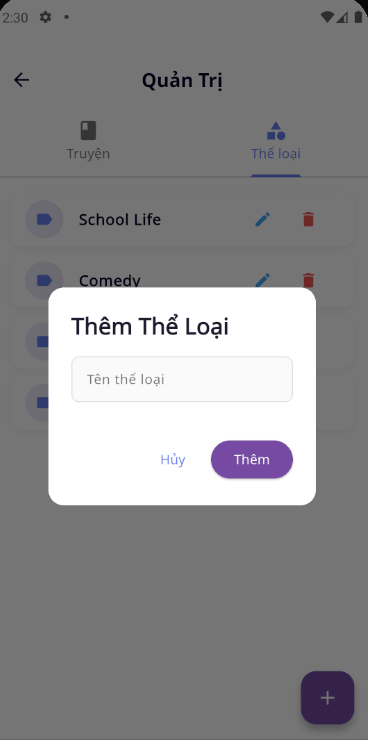 2:30
Quản Trị
Truyện
Thể loại
School Life
Comedy
Thêm Thể Loại
Tên thể loại
Hủy
Thêm